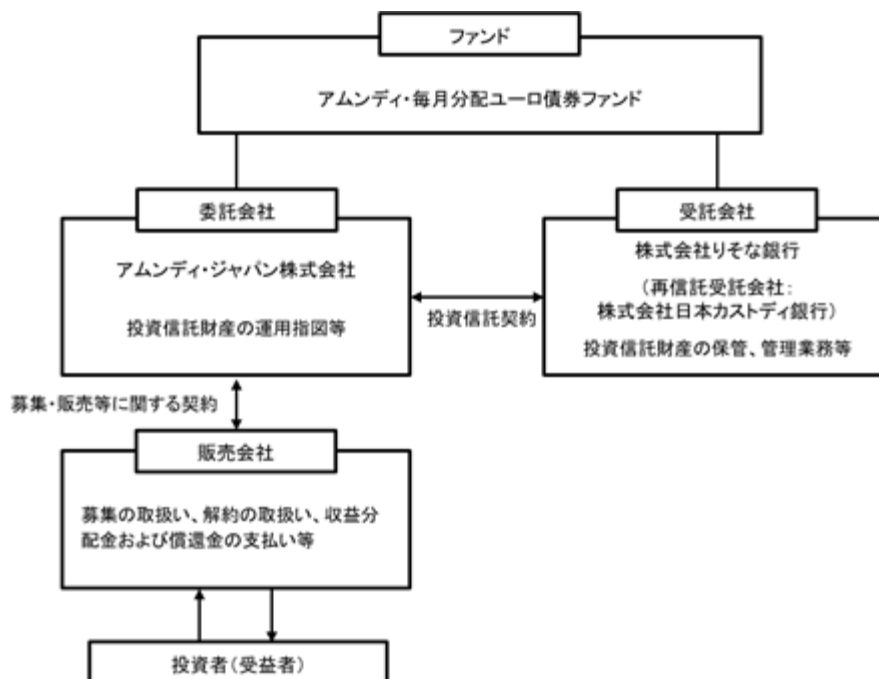 ファンド
アムンディ・毎月分配ユーロ債券ファンド
委託会社
アムンディ・ジャパン株式会社
投資信託財産の運用指図等
受託会社
株式会社りそな銀行
（再信託受託会社：
株式会社日本カストディ銀行）
投資信託財産の保管、管理業務等
投資信託契約
募集・販売等に関する契約
販売会社
募集の取扱い、解約の取扱い、収益分
配金および償還金の支払い等
投資者（受益者）